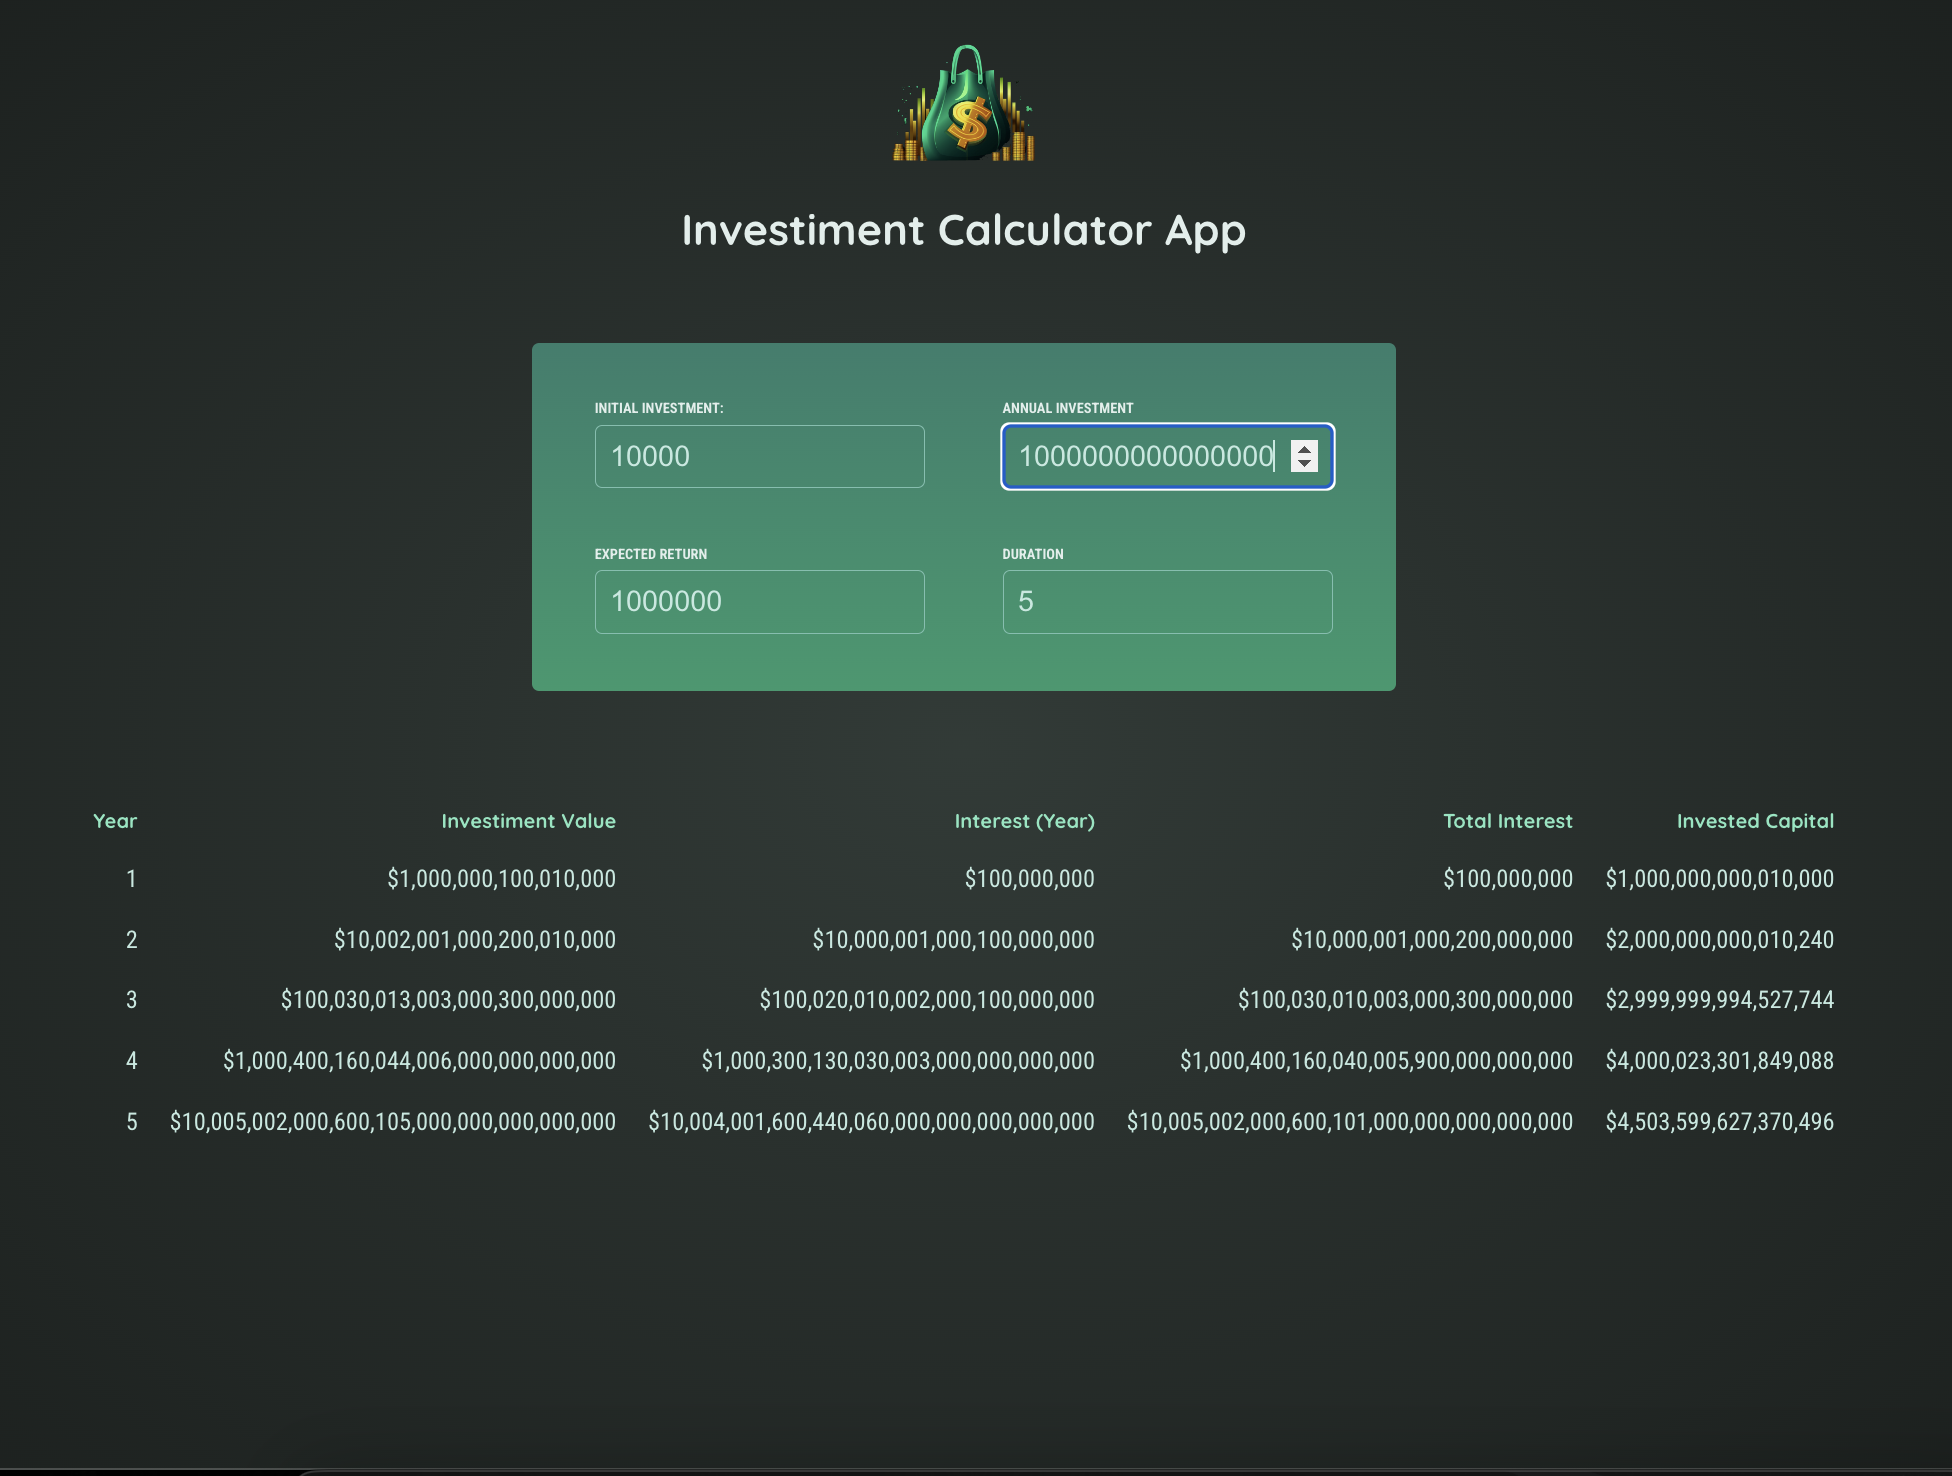 $
Investiment Calculator App
INITIAL INVESTMENT: ANNUAL INVESTMENT
10000 1000000000000000
EXPECTED RETURN DURATION
1000000 5
Year Investiment Value Interest (Year) Total Interest Invested Capital
1 $1,000,000,100,010,000 $100,000,000 $100,000,000 $1,000,000,000,010,000
2 $10,002,001,000,200,010,000 $10,000,001,000,100,000,000 $10,000,001,000,200,000,000 $2,000,000,000,010,240
3 $100,030,013,003,000,300,000,000 $100,020,010,002,000,100,000,000 $100,030,010,003,000,300,000,000 $2,999,999,994,527,744
4 $1,000,400,160,044,006,000,000,000,000 $1,000,300,130,030,003,000,000,000,000 $1,000,400,160,040,005,900,000,000,000 $4,000,023,301,849,088
5 $10,005,002,000,600,105,000,000,000,000,000 $10,004,001,600,440,060,000,000,000,000,000 $10,005,002,000,600,101,000,000,000,000,000 $4,503,599,627,370,496